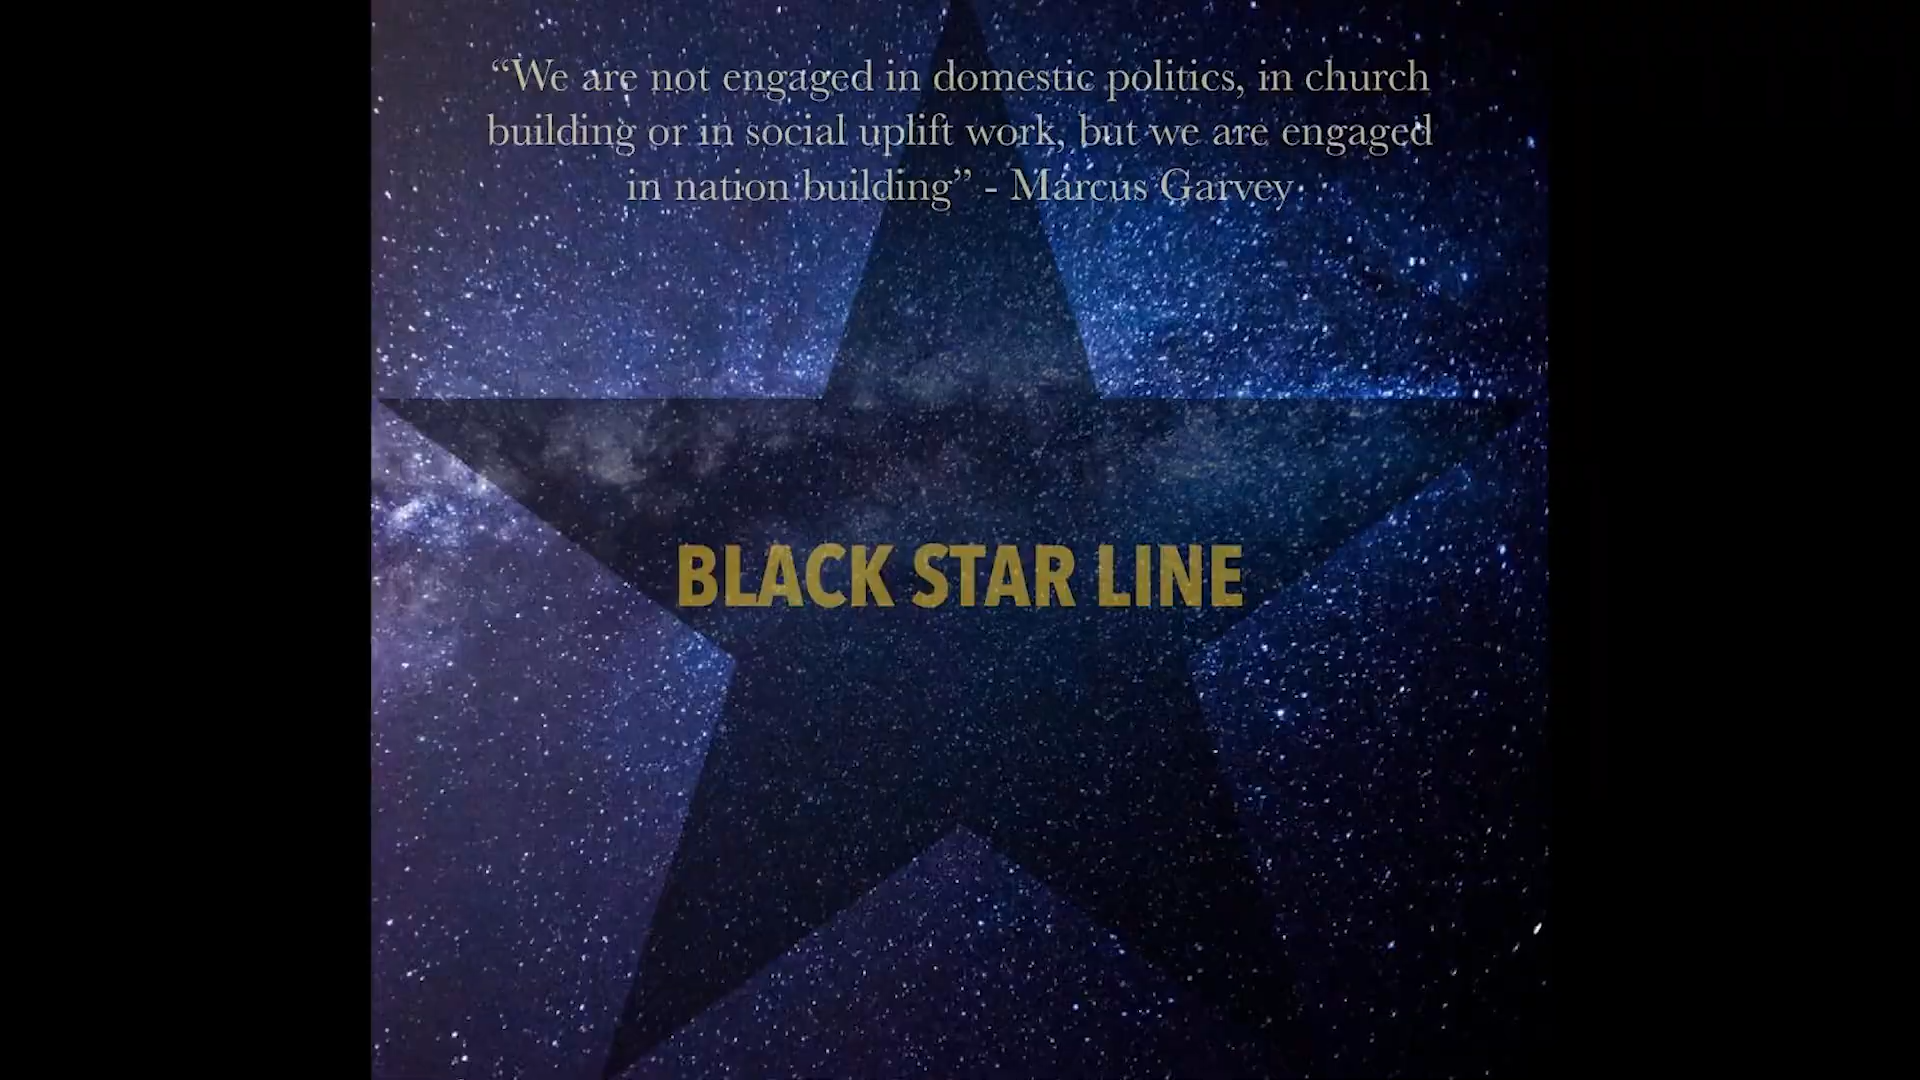 “We are not engaged in domestic politics, in church
building or in social uplift work, but we are engaged
in nation building” - Marcus Garvey
BLACK STAR LINE